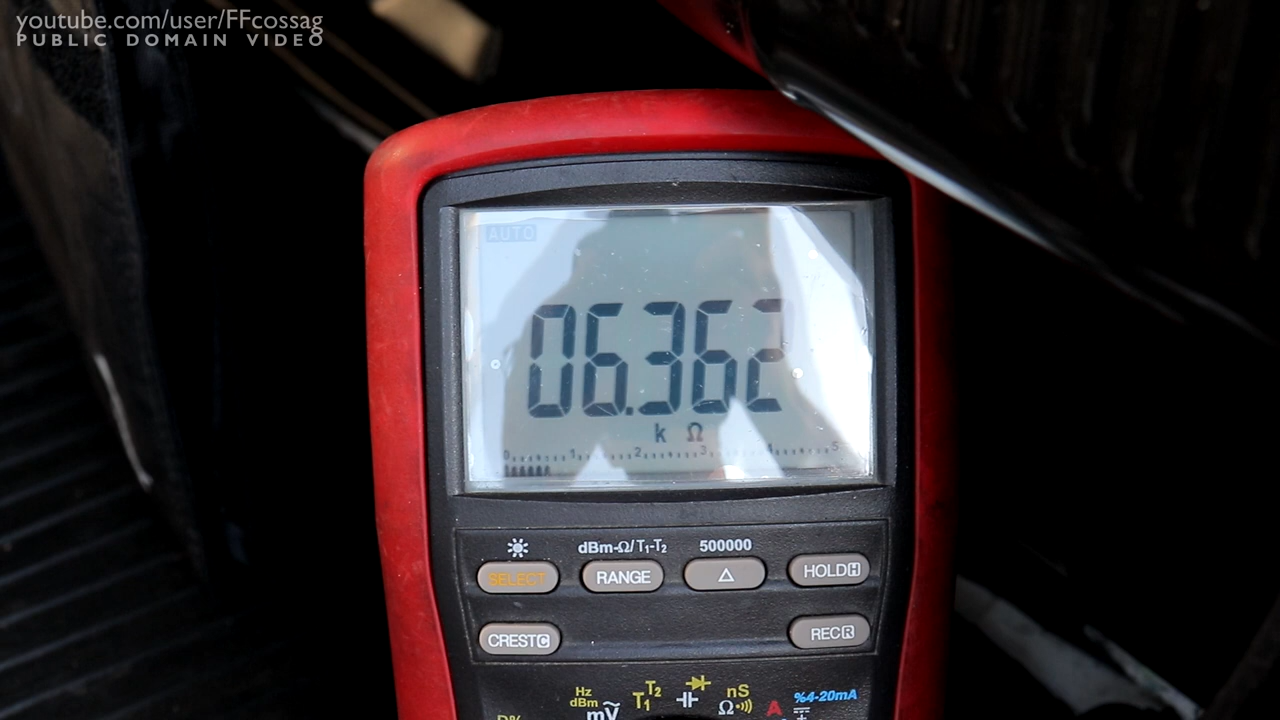 youtube.com/user/FFcossag
PUBLIC DOMAIN VIDEO
AUTO
06.362
k Ω
0 1 2 3 4 5
dBm-Ω/T1-T2 500000
SELECT RANGE △ HOLD H
CREST C REC R
Hz
dBm
mV
T1 T2
nS
Ω
A
%4-20mA
D%